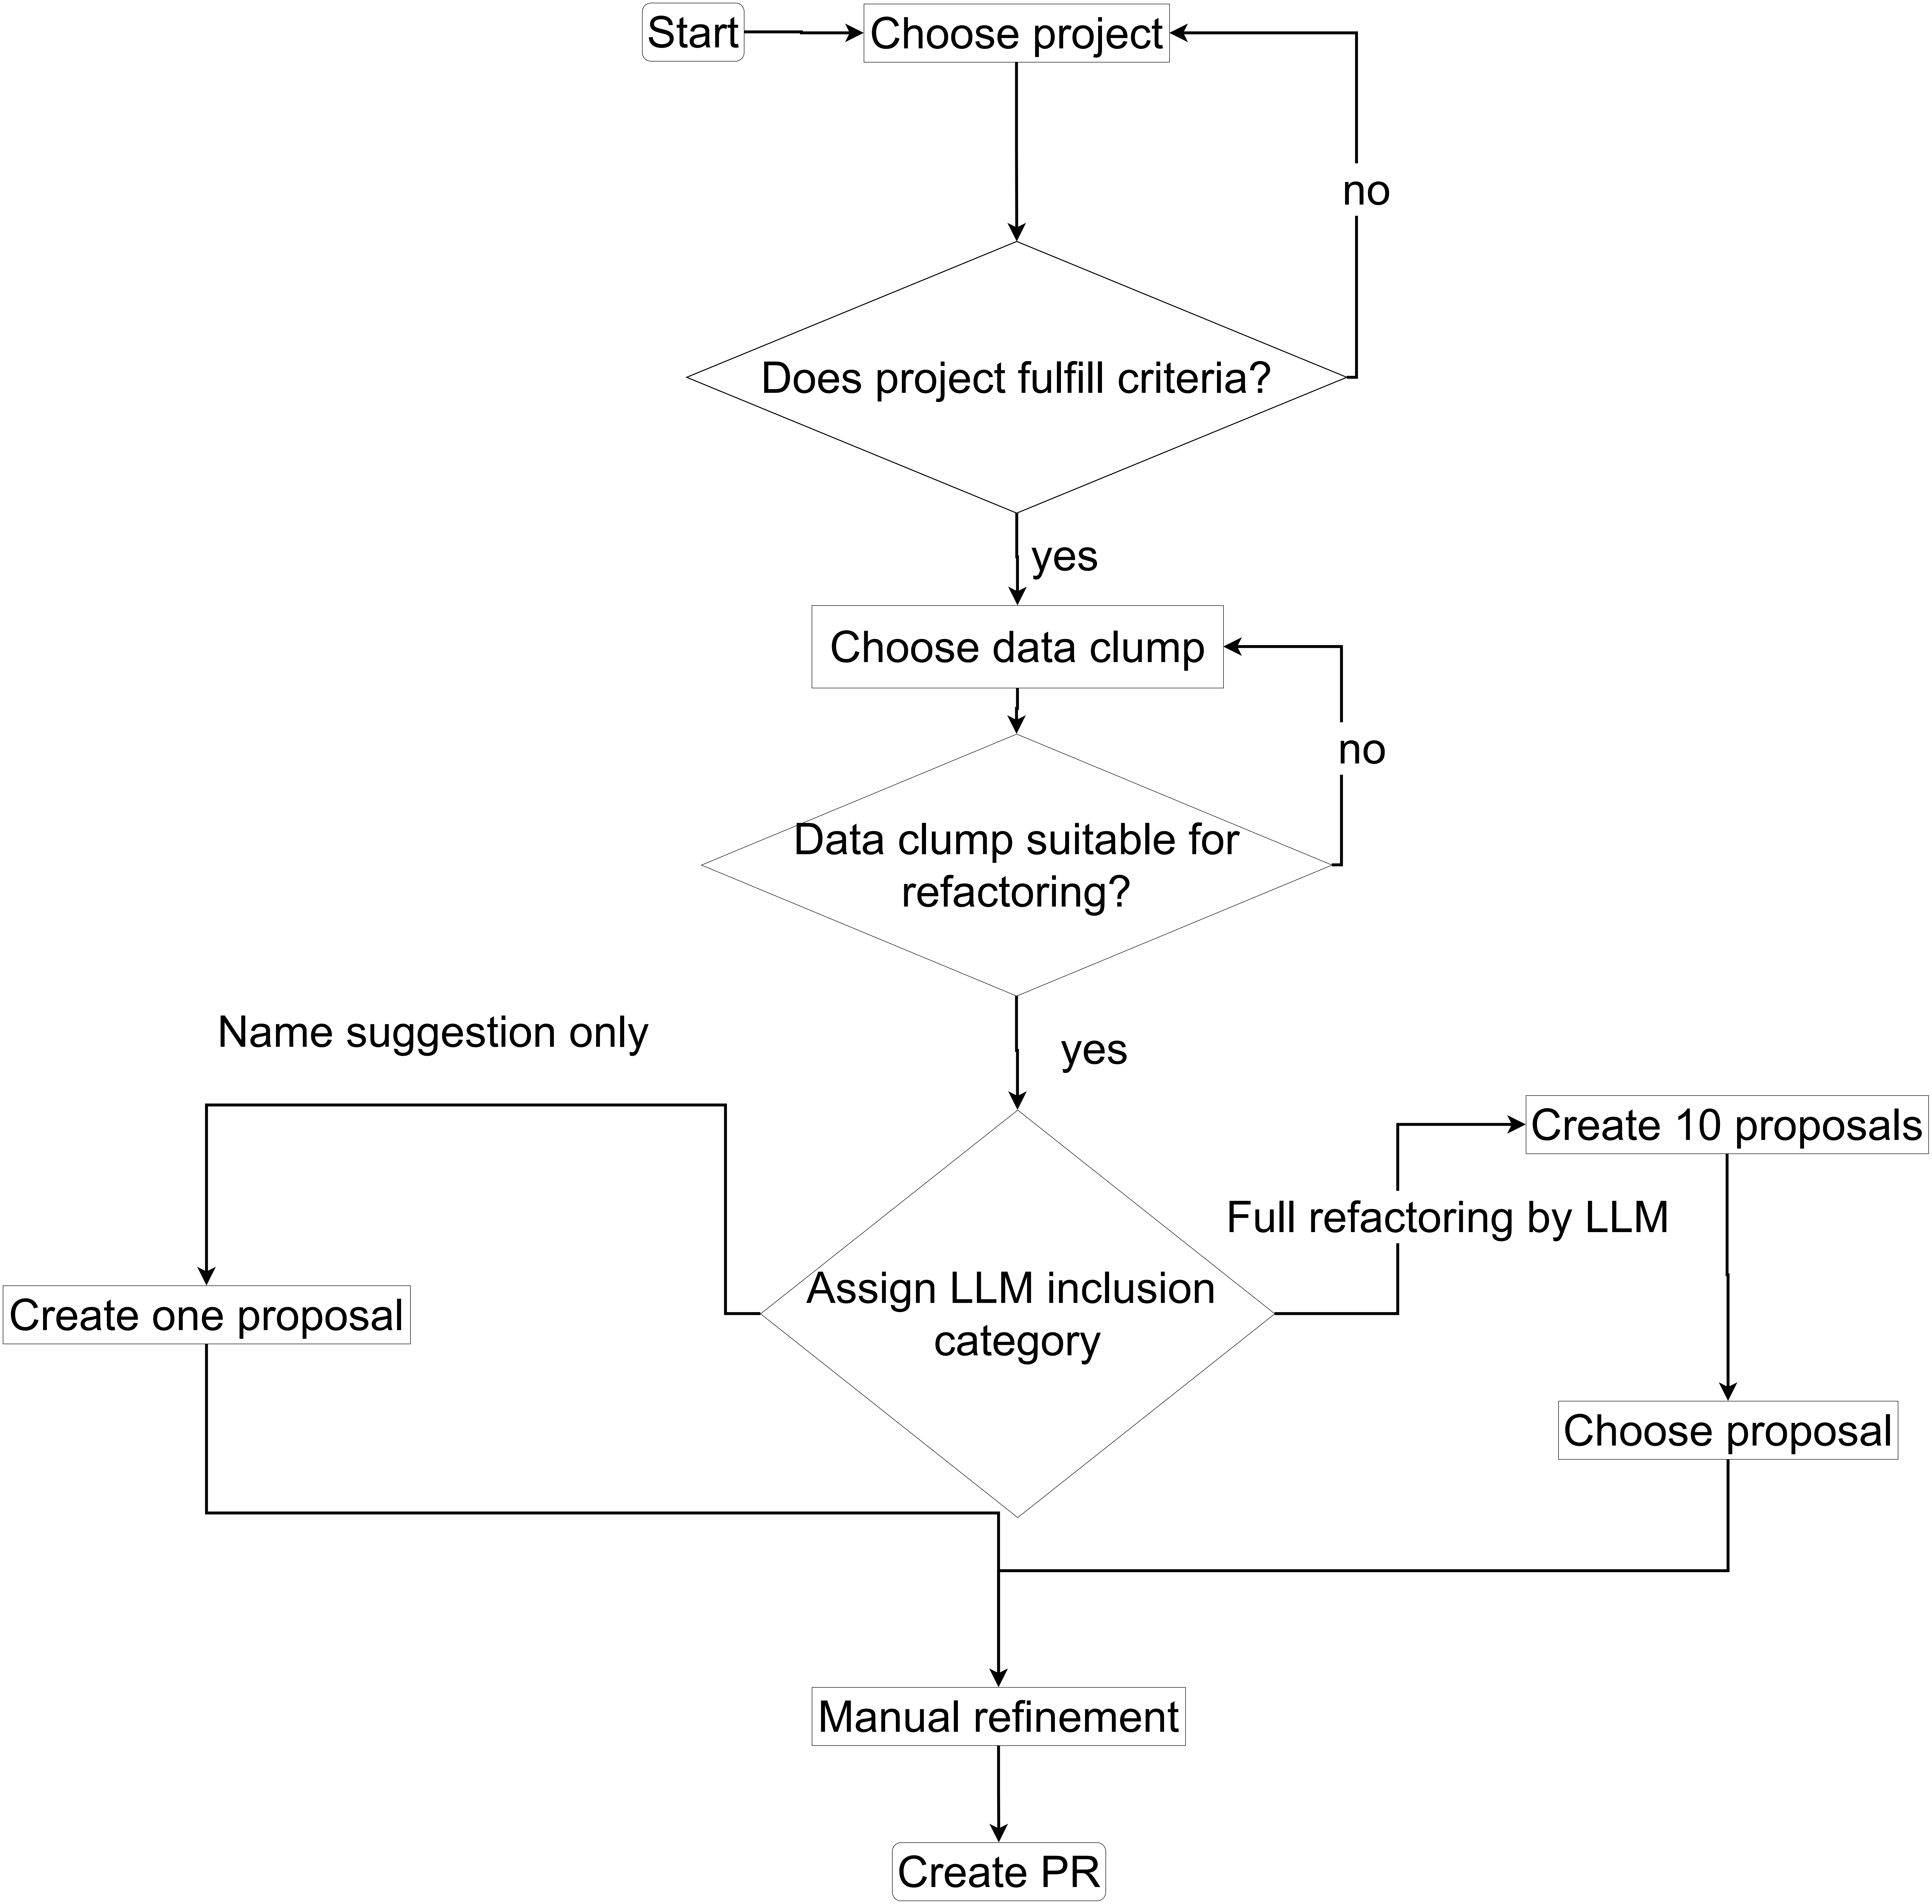 Start
Choose project
no
Does project fulfill criteria?
yes
Choose data clump
no
Data clump suitable for
refactoring?
yes
Name suggestion only
Create 10 proposals
Full refactoring by LLM
Assign LLM inclusion
category
Create one proposal
Choose proposal
Manual refinement
Create PR